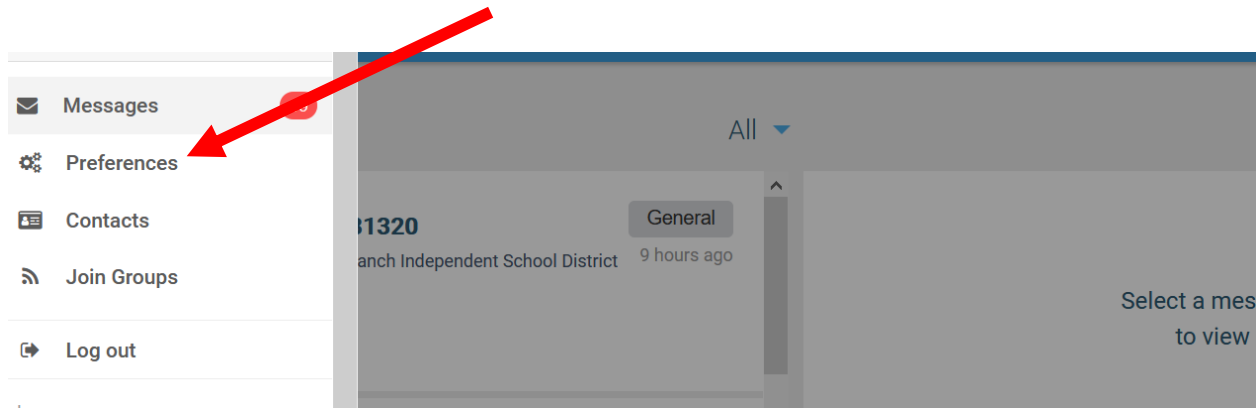 Messages
Preferences
Contacts
Join Groups
Log out
All
31320
General
anch Independent School District
9 hours ago
Select a mes
to view